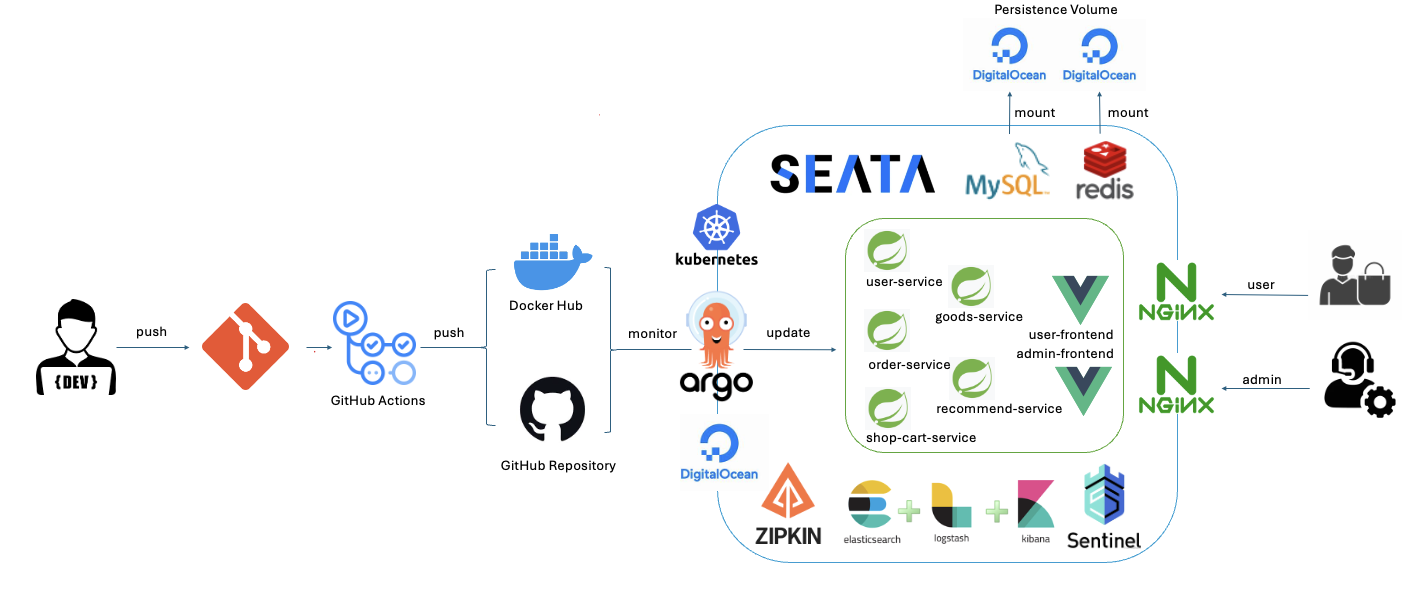 Persistence Volume
DigitalOcean
DigitalOcean
mount
mount
SEATA
MySQL
redis
kubernetes
user-service
goods-service
user-frontend
admin-frontend
order-service
recommend-service
shop-cart-service
NGINX
NGINX
user
admin
{DEV}
push
GitHub Actions
push
Docker Hub
GitHub Repository
monitor
argo
update
DigitalOcean
ZIPKIN
elasticsearch
logstash
kibana
Sentinel